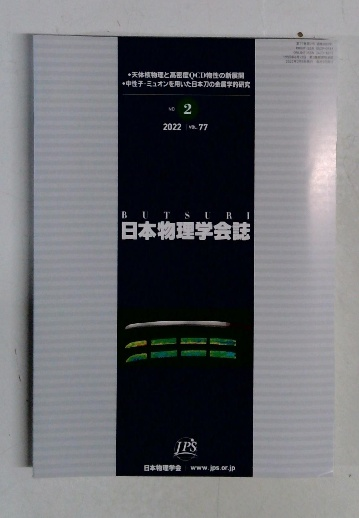 •天体核物理と高密度QCD物性の新展開
•中性子・ミュオンを用いた日本刀の金属学的研究
NO. 2
2022 | VOL. 77
BUTSURI
日本物理学会誌
JPS
日本物理学会 | www.jps.or.jp